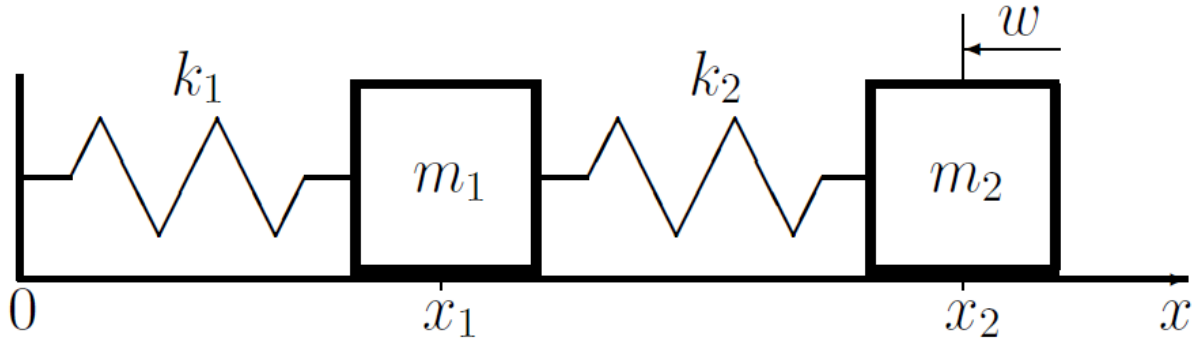 w
k₁ k₂
m₁ m₂
0 x₁ x₂ x